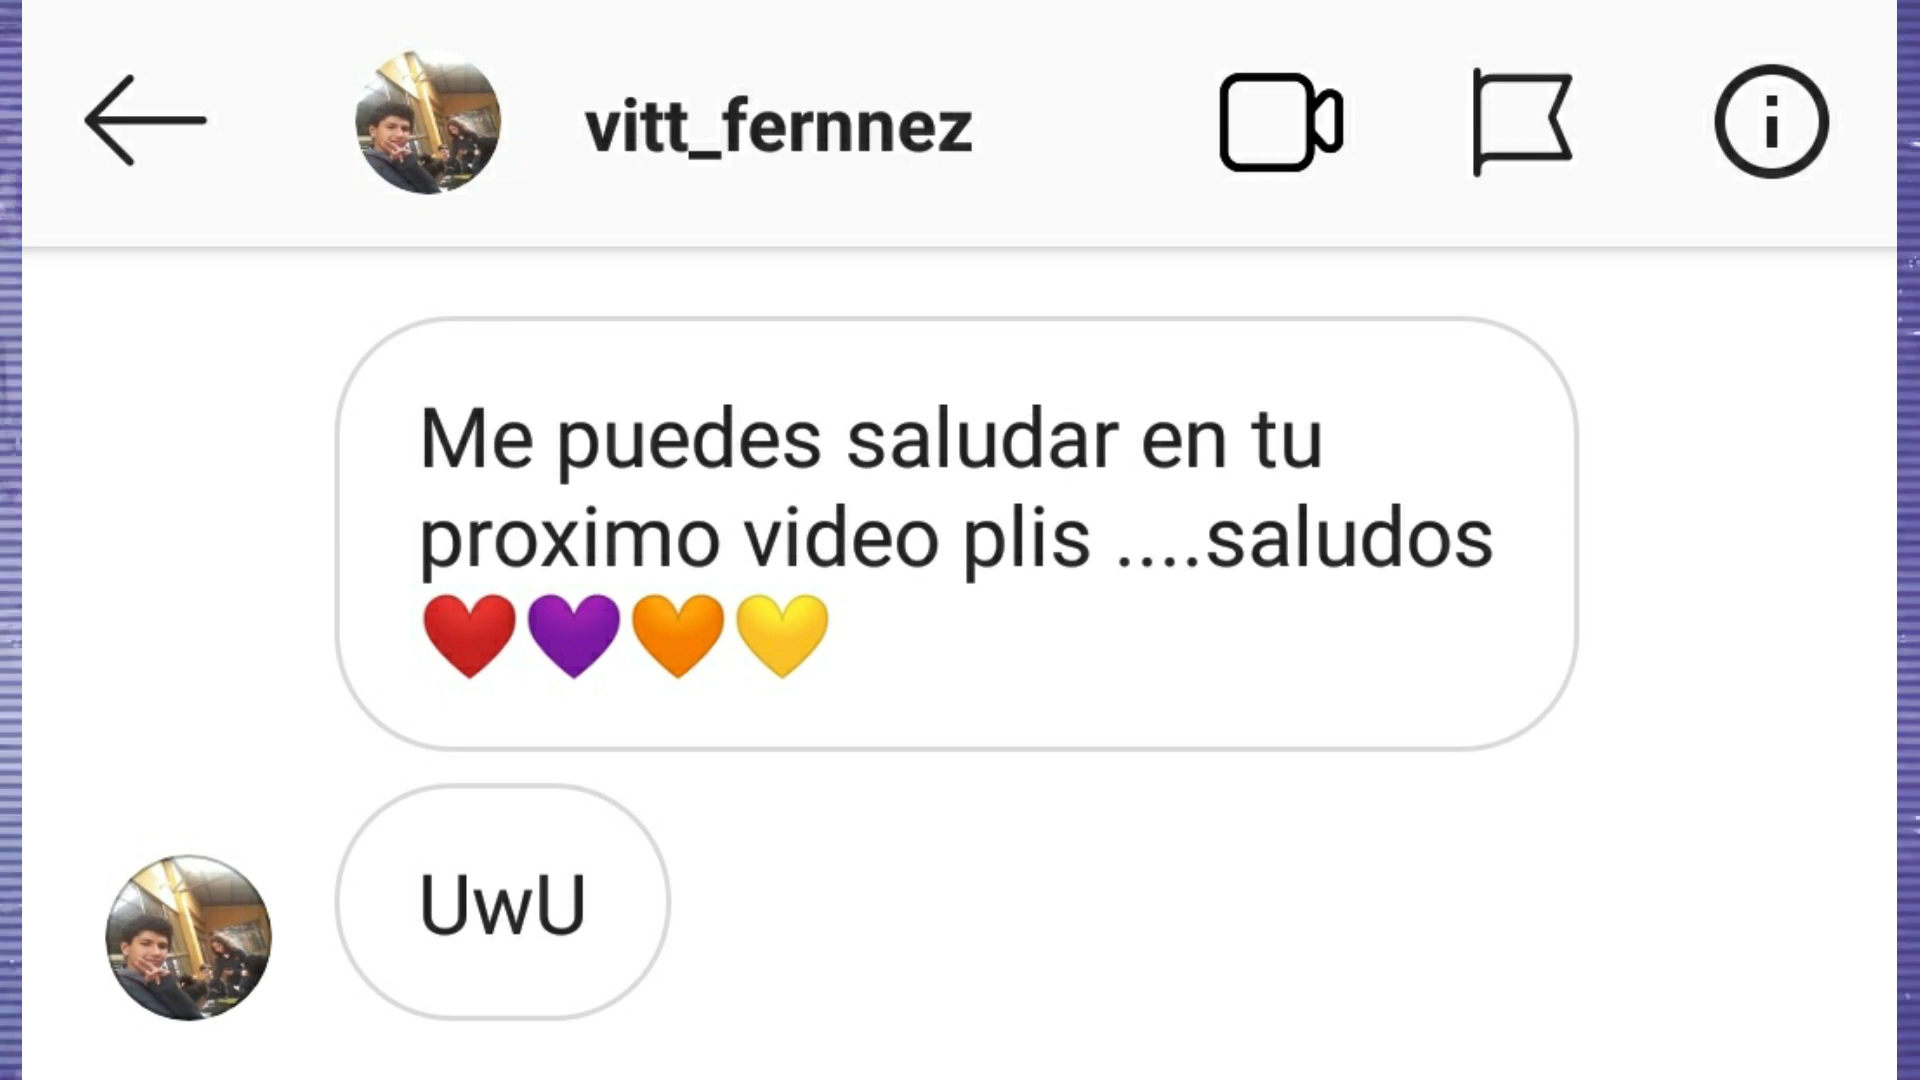 vitt_fernnez
Me puedes saludar en tu
proximo video plis ....saludos
❤️💜🧡💛
UwU